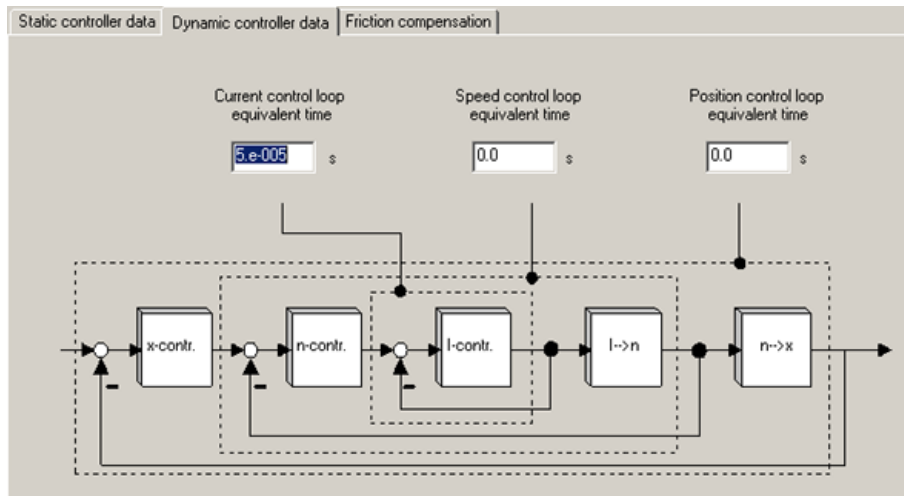 Static controller data Dynamic controller data Friction compensation
Current control loop equivalent time
Speed control loop equivalent time
Position control loop equivalent time
5.e-005 s
0.0 s
0.0 s
x-contr.
n-contr.
I-contr.
I-->n
n-->x